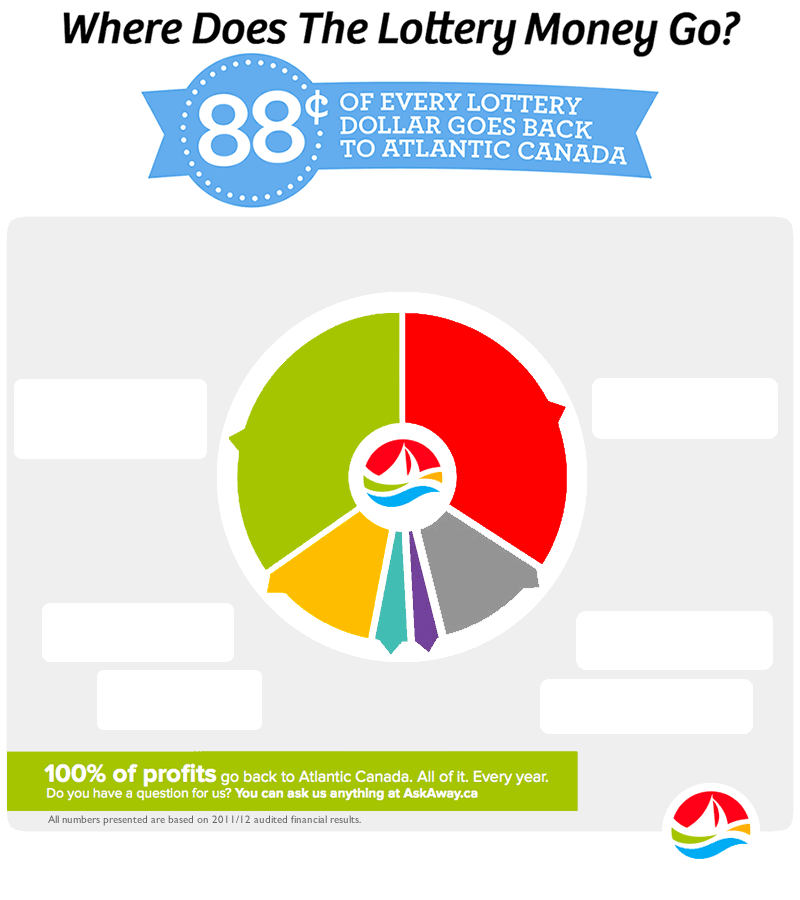 Where Does The Lottery Money Go?
88¢ OF EVERY LOTTERY
DOLLAR GOES BACK
TO ATLANTIC CANADA
100% of profits go back to Atlantic Canada. All of it. Every year.
Do you have a question for us? You can ask us anything at AskAway.ca
All numbers presented are based on 2011/12 audited financial results.